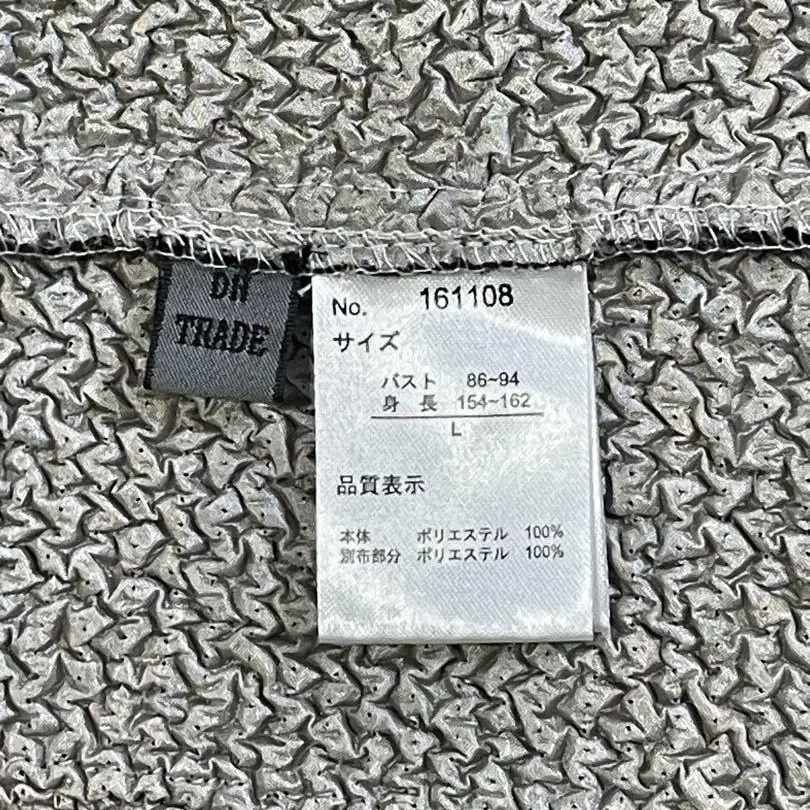 DR
TRADE
No. 161108
サイズ
バスト 86~94
身 長 154~162
L
品質表示
本体 ポリエステル 100%
別布部分 ポリエステル 100%